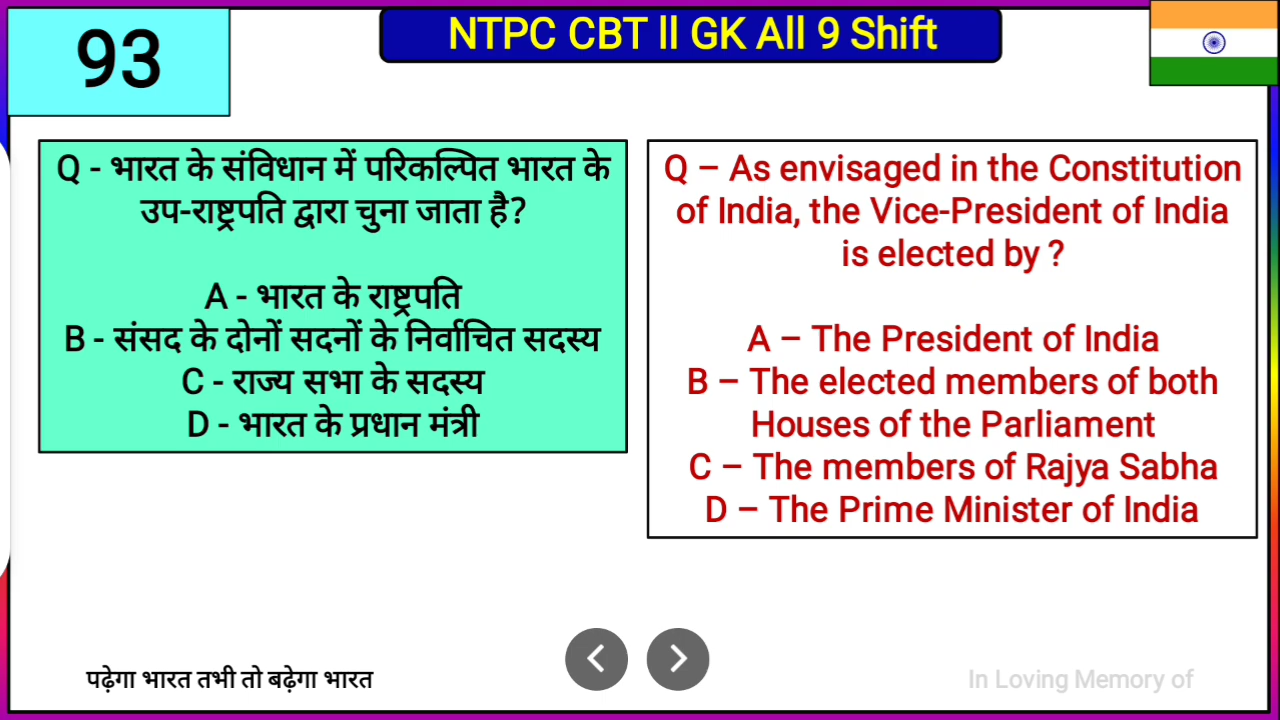 93
NTPC CBT ll GK All 9 Shift
Q - भारत के संविधान में परिकल्पित भारत के
उप-राष्ट्रपति द्वारा चुना जाता है?
A - भारत के राष्ट्रपति
B - संसद के दोनों सदनों के निर्वाचित सदस्य
C - राज्य सभा के सदस्य
D - भारत के प्रधान मंत्री
Q – As envisaged in the Constitution
of India, the Vice-President of India
is elected by ?
A – The President of India
B – The elected members of both
Houses of the Parliament
C – The members of Rajya Sabha
D – The Prime Minister of India
पढ़ेगा भारत तभी तो बढ़ेगा भारत
In Loving Memory of